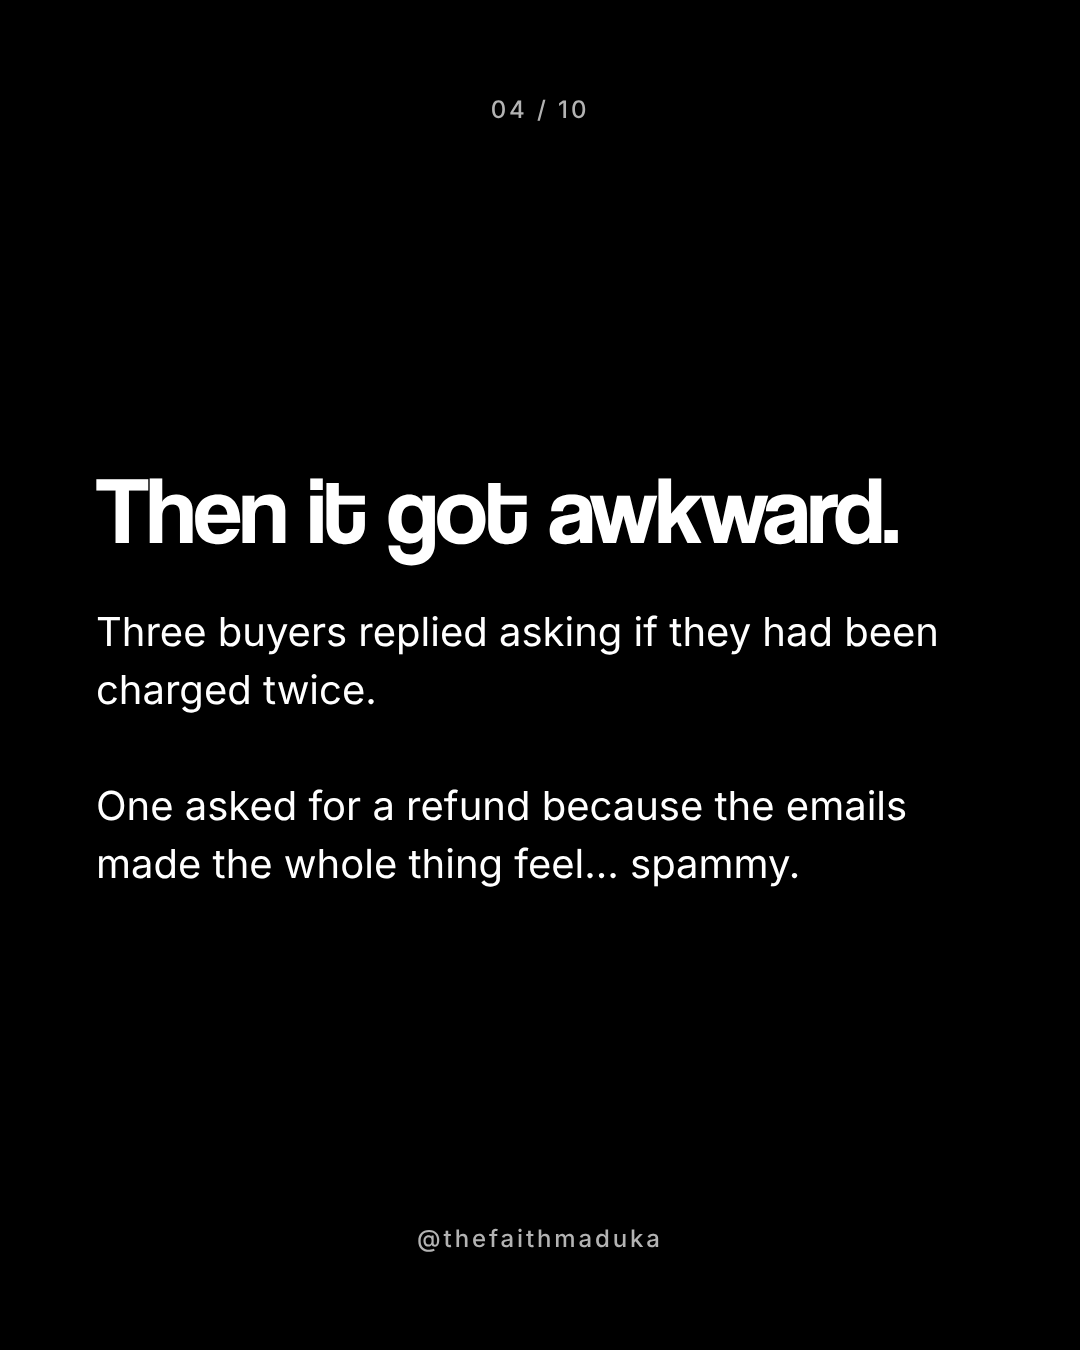 04 / 10
Then it got awkward.
Three buyers replied asking if they had been
charged twice.
One asked for a refund because the emails
made the whole thing feel... spammy.
@thefaithmaduka